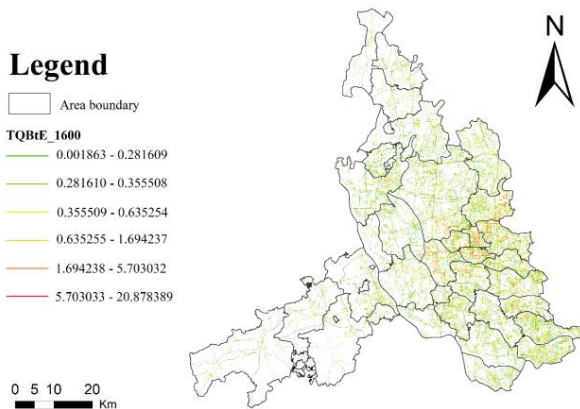 N
Legend
Area boundary
TQBtE_1600
0.001863 - 0.281609
0.281610 - 0.355508
0.355509 - 0.635254
0.635255 - 1.694237
1.694238 - 5.703032
5.703033 - 20.878389
0 5 10 20
Km